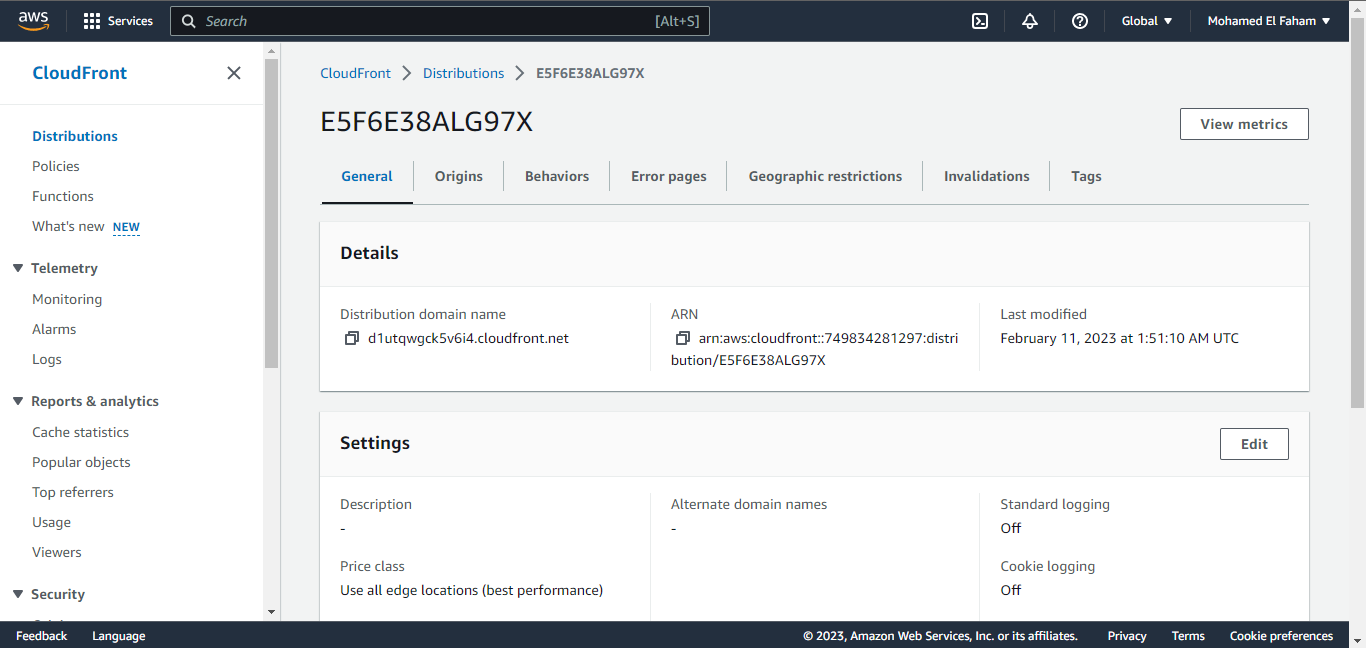 aws
Services
Search
[Alt+S]
Global
Mohamed El Faham
CloudFront
Distributions
Policies
Functions
What's new NEW
Telemetry
Monitoring
Alarms
Logs
Reports & analytics
Cache statistics
Popular objects
Top referrers
Usage
Viewers
Security
CloudFront Distributions E5F6E38ALG97X
E5F6E38ALG97X
View metrics
General Origins Behaviors Error pages Geographic restrictions Invalidations Tags
Details
Distribution domain name
d1utqwgck5v6i4.cloudfront.net
ARN
arn:aws:cloudfront::749834281297:distri
bution/E5F6E38ALG97X
Last modified
February 11, 2023 at 1:51:10 AM UTC
Settings
Edit
Description
-
Price class
Use all edge locations (best performance)
Alternate domain names
-
Standard logging
Off
Cookie logging
Off
Feedback Language
© 2023, Amazon Web Services, Inc. or its affiliates. Privacy Terms Cookie preferences